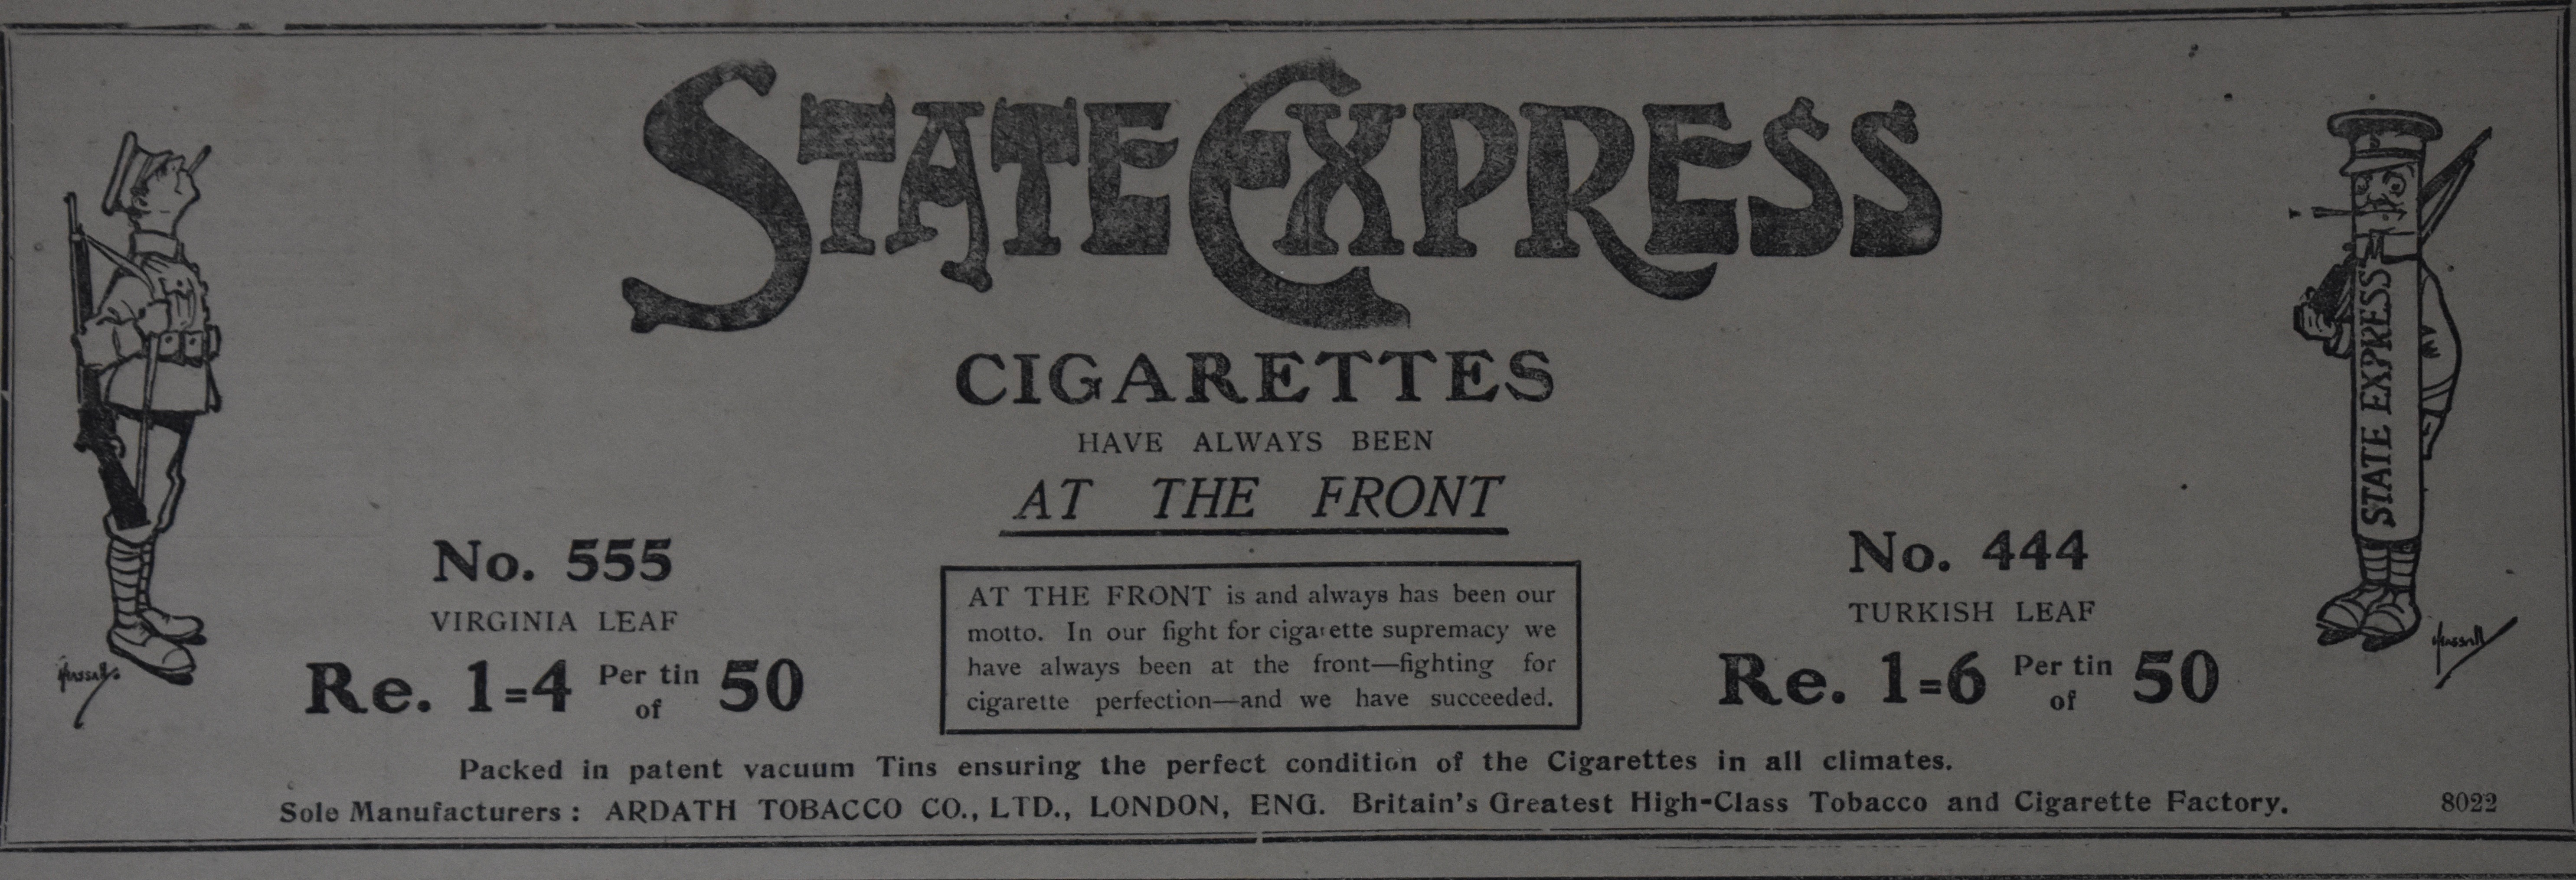 STATE EXPRESS
CIGARETTES
HAVE ALWAYS BEEN
AT THE FRONT
No. 555
VIRGINIA LEAF
Re. 1=4 Per tin of 50
AT THE FRONT is and always has been our
motto. In our fight for cigarette supremacy we
have always been at the front—fighting for
cigarette perfection—and we have succeeded.
No. 444
TURKISH LEAF
Re. 1=6 Per tin of 50
STATE EXPRESS
Hassall
Hassall
Packed in patent vacuum Tins ensuring the perfect condition of the Cigarettes in all climates.
Sole Manufacturers: ARDATH TOBACCO CO., LTD., LONDON, ENG. Britain's Greatest High-Class Tobacco and Cigarette Factory.
8022